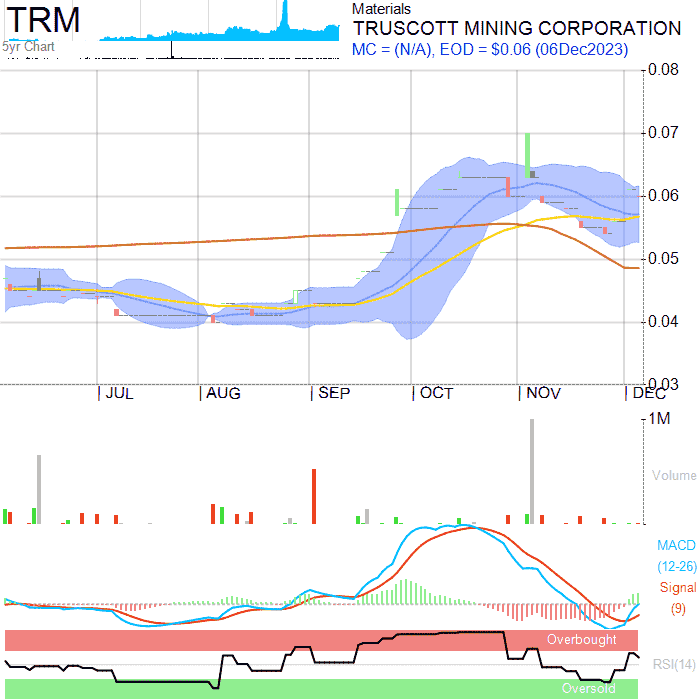 TRM
5yr Chart
Materials
TRUSCOTT MINING CORPORATION
MC = (N/A), EOD = $0.06 (06Dec2023)
0.08
0.07
0.06
0.05
0.04
0.03
JUL AUG SEP OCT NOV DEC
1M
Volume
MACD
(12-26)
Signal
(9)
Overbought
RSI(14)
Oversold